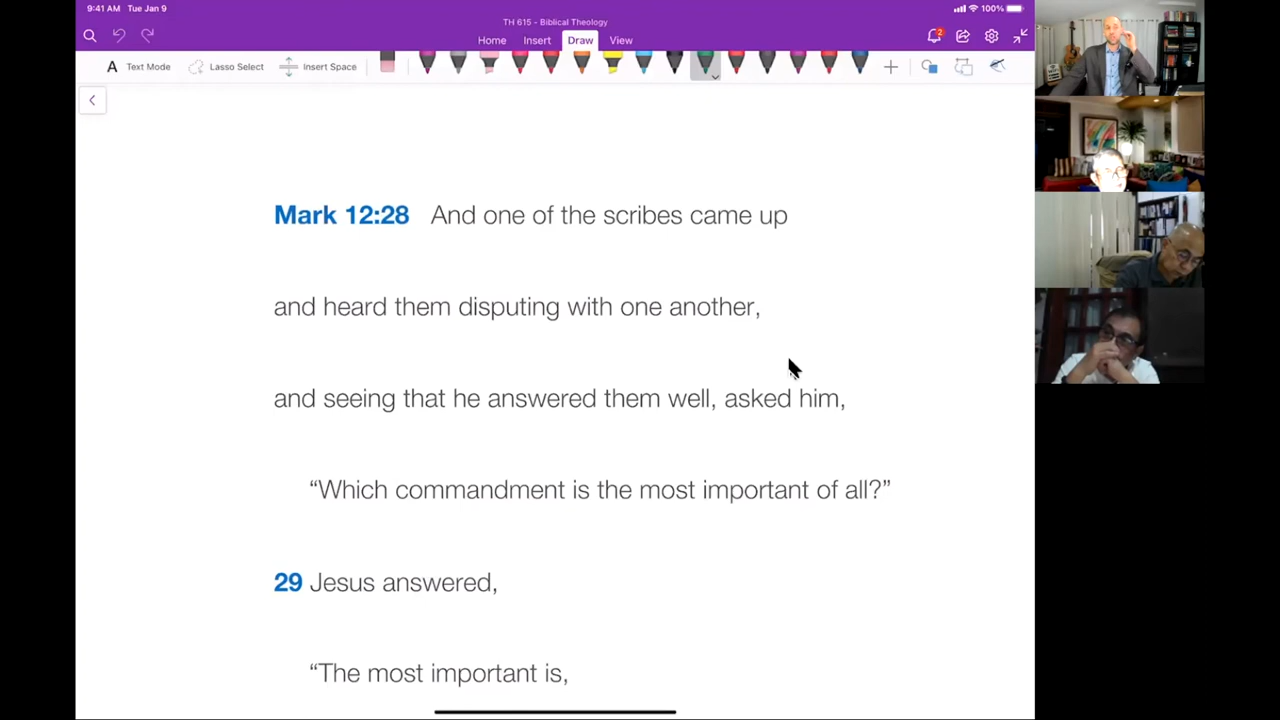 9:41 AM Tue Jan 9
100%
TH 615 - Biblical Theology
Home Insert Draw View
2
A Text Mode Lasso Select Insert Space
Mark 12:28 And one of the scribes came up
and heard them disputing with one another,
and seeing that he answered them well, asked him,
“Which commandment is the most important of all?”
29 Jesus answered,
“The most important is,